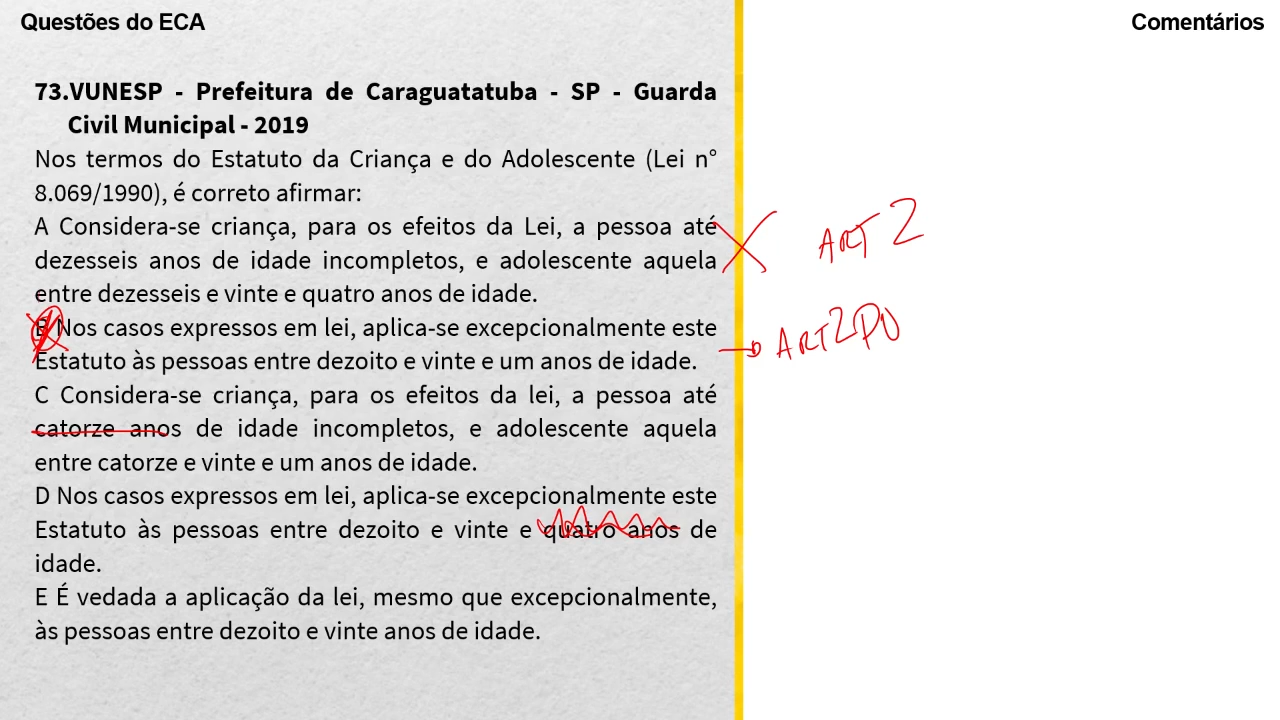 Questões do ECA
Comentários
73.VUNESP - Prefeitura de Caraguatatuba - SP - Guarda
Civil Municipal - 2019
Nos termos do Estatuto da Criança e do Adolescente (Lei n°
8.069/1990), é correto afirmar:
A Considera-se criança, para os efeitos da Lei, a pessoa até
dezesseis anos de idade incompletos, e adolescente aquela
entre dezesseis e vinte e quatro anos de idade.
B Nos casos expressos em lei, aplica-se excepcionalmente este
Estatuto às pessoas entre dezoito e vinte e um anos de idade.
C Considera-se criança, para os efeitos da lei, a pessoa até
catorze anos de idade incompletos, e adolescente aquela
entre catorze e vinte e um anos de idade.
D Nos casos expressos em lei, aplica-se excepcionalmente este
Estatuto às pessoas entre dezoito e vinte e quatro anos de
idade.
E É vedada a aplicação da lei, mesmo que excepcionalmente,
às pessoas entre dezoito e vinte anos de idade.
ART 2
ART 2 PU